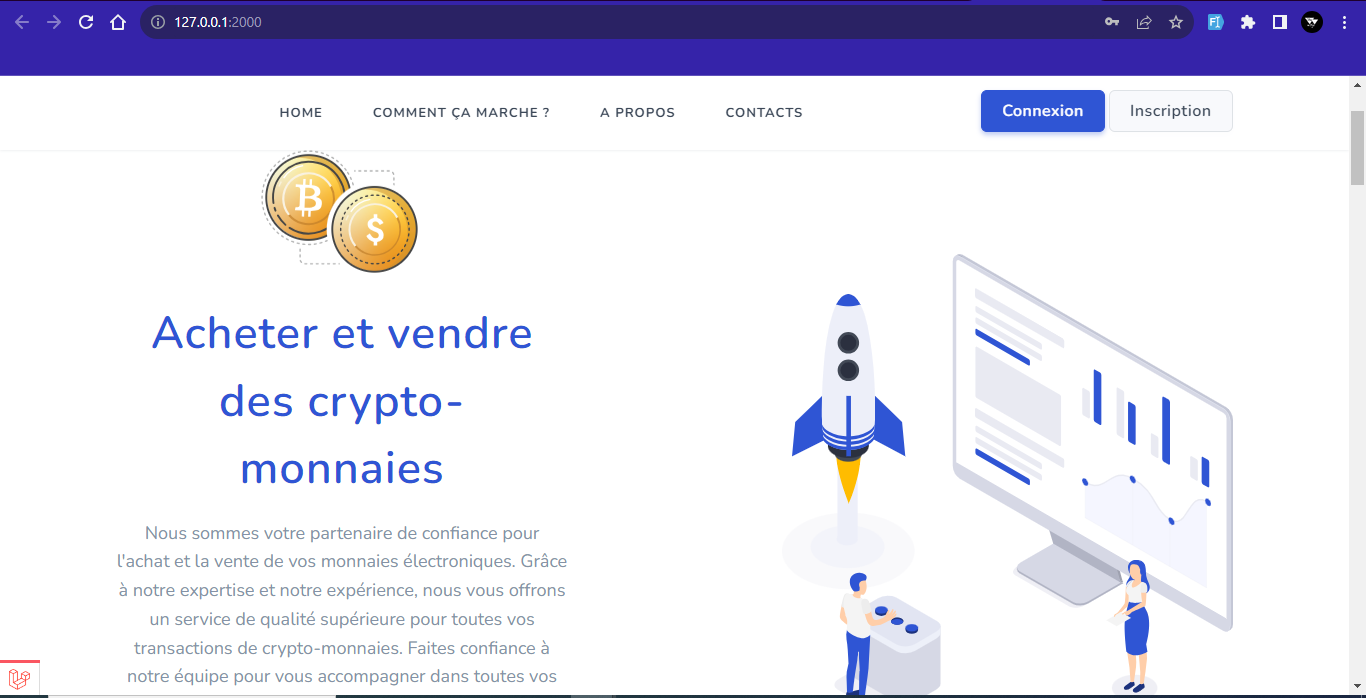 127.0.0.1:2000
HOME COMMENT ÇA MARCHE ? A PROPOS CONTACTS Connexion Inscription
Acheter et vendre
des crypto-
monnaies
Nous sommes votre partenaire de confiance pour
l'achat et la vente de vos monnaies électroniques. Grâce
à notre expertise et notre expérience, nous vous offrons
un service de qualité supérieure pour toutes vos
transactions de crypto-monnaies. Faites confiance à
notre équipe pour vous accompagner dans toutes vos